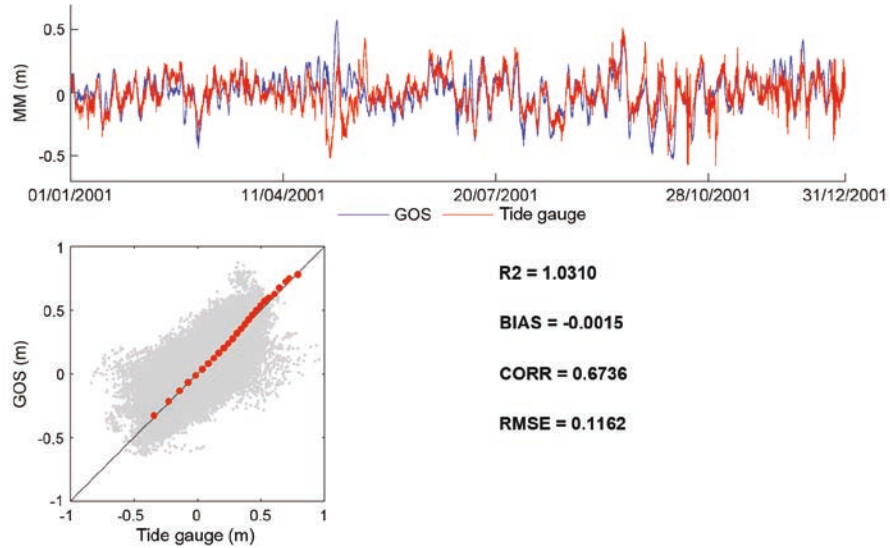 0.5
MM (m)
0
-0.5
01/01/2001 11/04/2001 20/07/2001 28/10/2001 31/12/2001
GOS Tide gauge
1
0.5
GOS (m)
0
-0.5
-1
-1 -0.5 0 0.5 1
Tide gauge (m)
R2 = 1.0310
BIAS = -0.0015
CORR = 0.6736
RMSE = 0.1162